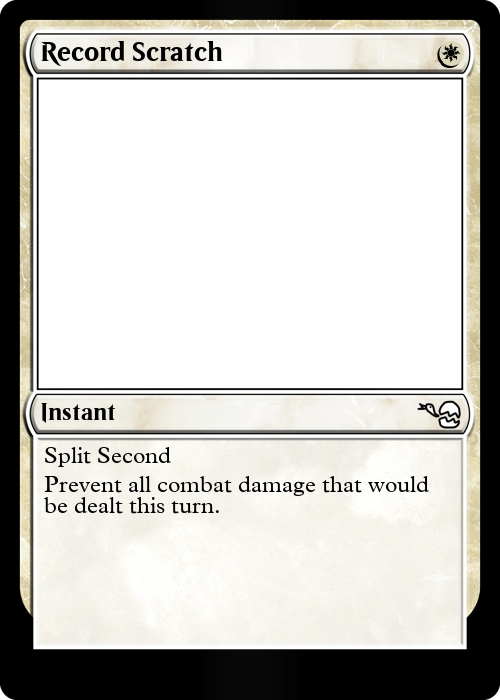 Record Scratch
Instant
Split Second
Prevent all combat damage that would
be dealt this turn.